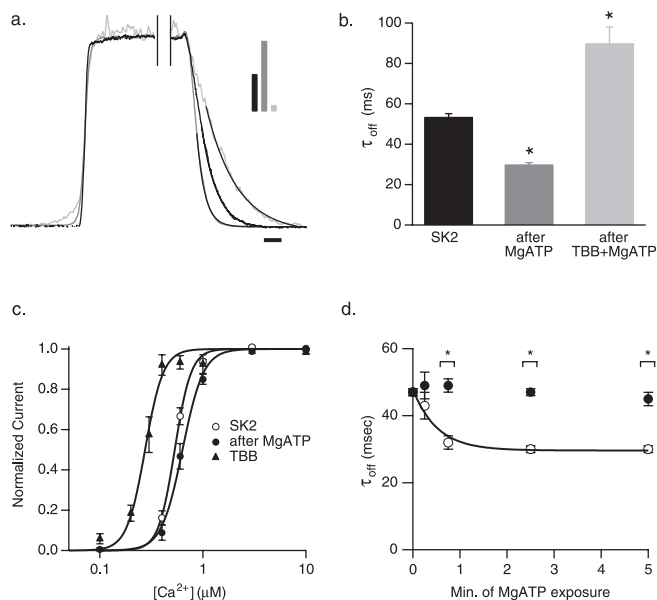 a.
b.
τoff (ms)
100
80
60
40
20
0
*
*
SK2
after MgATP
after TBB+MgATP
c.
Normalized Current
1.0
0.8
0.6
0.4
0.2
0.0
SK2
after MgATP
TBB
0.1
1
10
[Ca2+] (μM)
d.
τoff (msec)
60
40
20
0
*
*
*
0
1
2
3
4
5
Min. of MgATP exposure